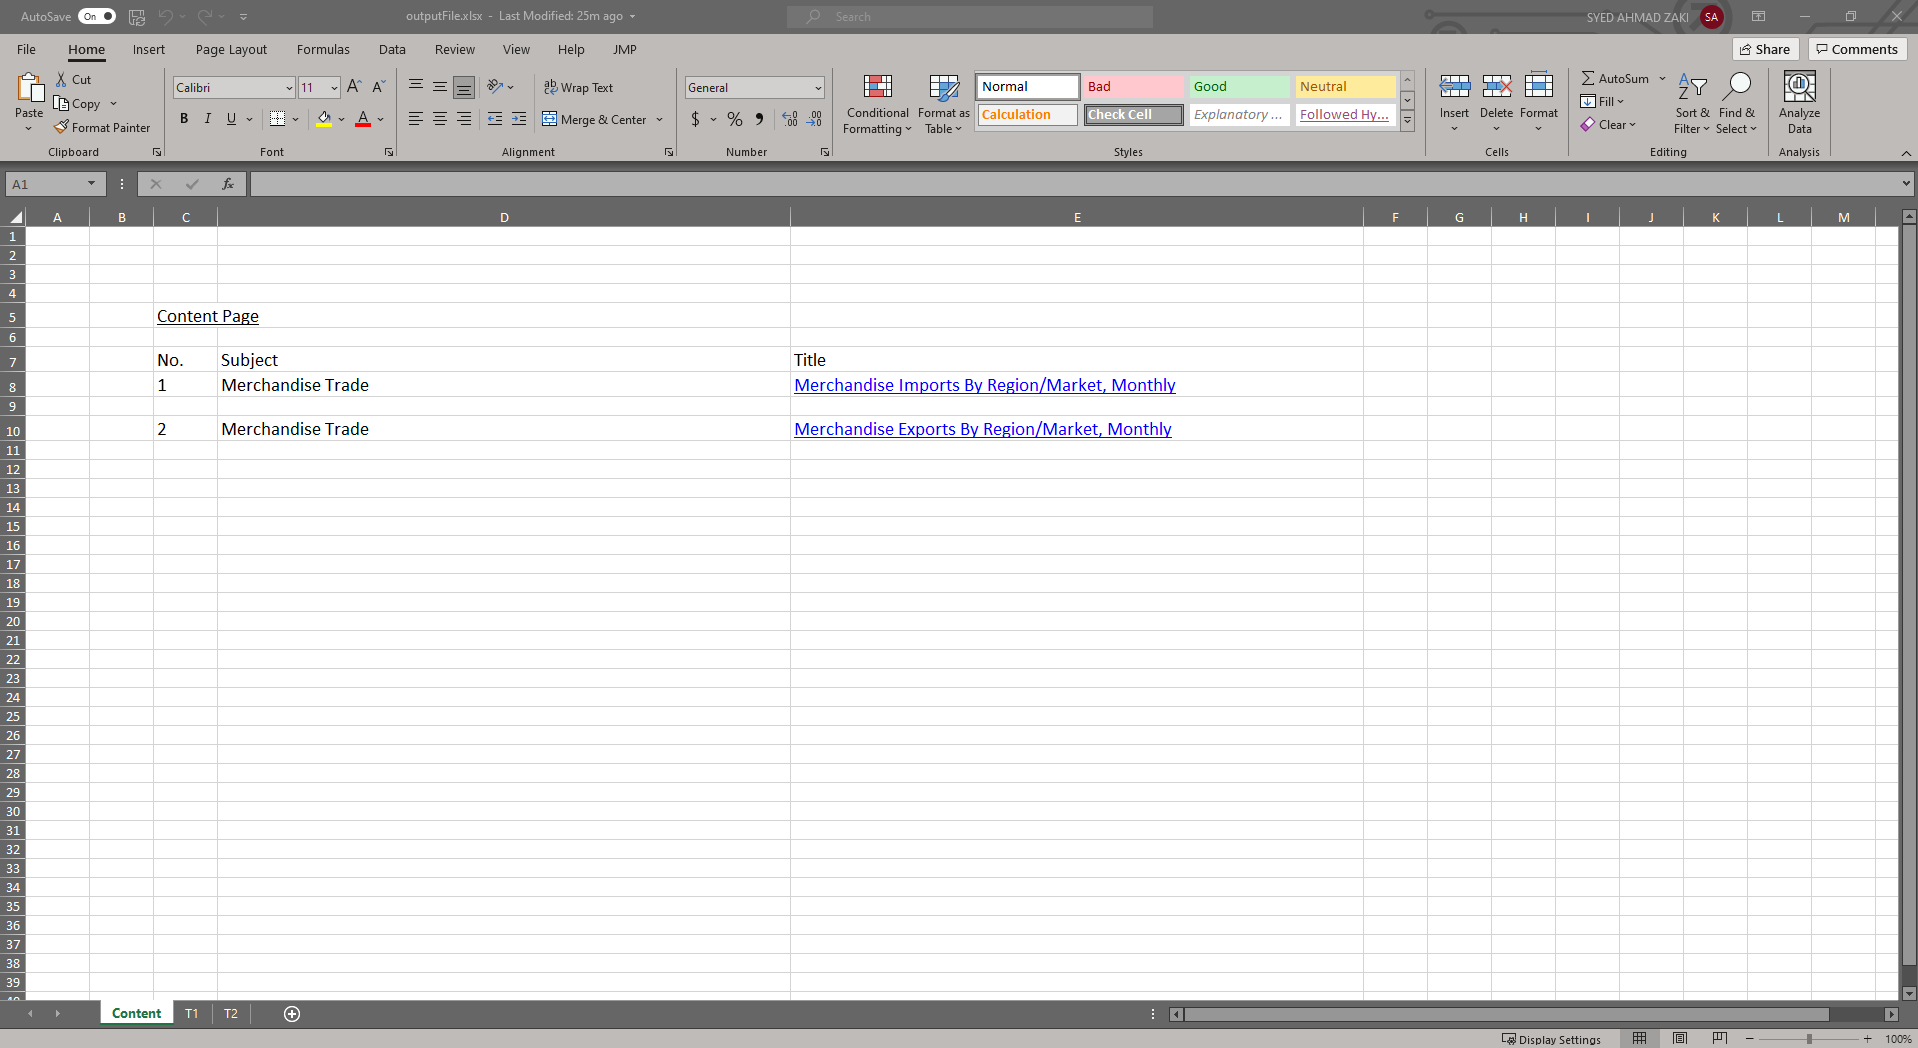 AutoSave On outputFile.xlsx - Last Modified: 25m ago Search SYED AHMAD ZAKI SA
File Home Insert Page Layout Formulas Data Review View Help JMP Share Comments
Paste Cut Copy Format Painter Clipboard
Calibri 11 B I U A A A Font
ab Wrap Text Merge & Center Alignment
General $ % , .00 Number
Conditional Formatting Format as Table
Normal Bad Good Neutral
Calculation Check Cell Explanatory ... Followed Hy...
Styles
Insert Delete Format Cells
AutoSum Fill Clear Sort & Filter Find & Select Editing
Analyze Data Analysis
A1 fx
A B C D E F G H I J K L M
1
2
3
4
5 Content Page
6
7 No. Subject Title
8 1 Merchandise Trade Merchandise Imports By Region/Market, Monthly
9
10 2 Merchandise Trade Merchandise Exports By Region/Market, Monthly
11
12
13
14
15
16
17
18
19
20
21
22
23
24
25
26
27
28
29
30
31
32
33
34
35
36
37
38
39
Content T1 T2
Display Settings 100%